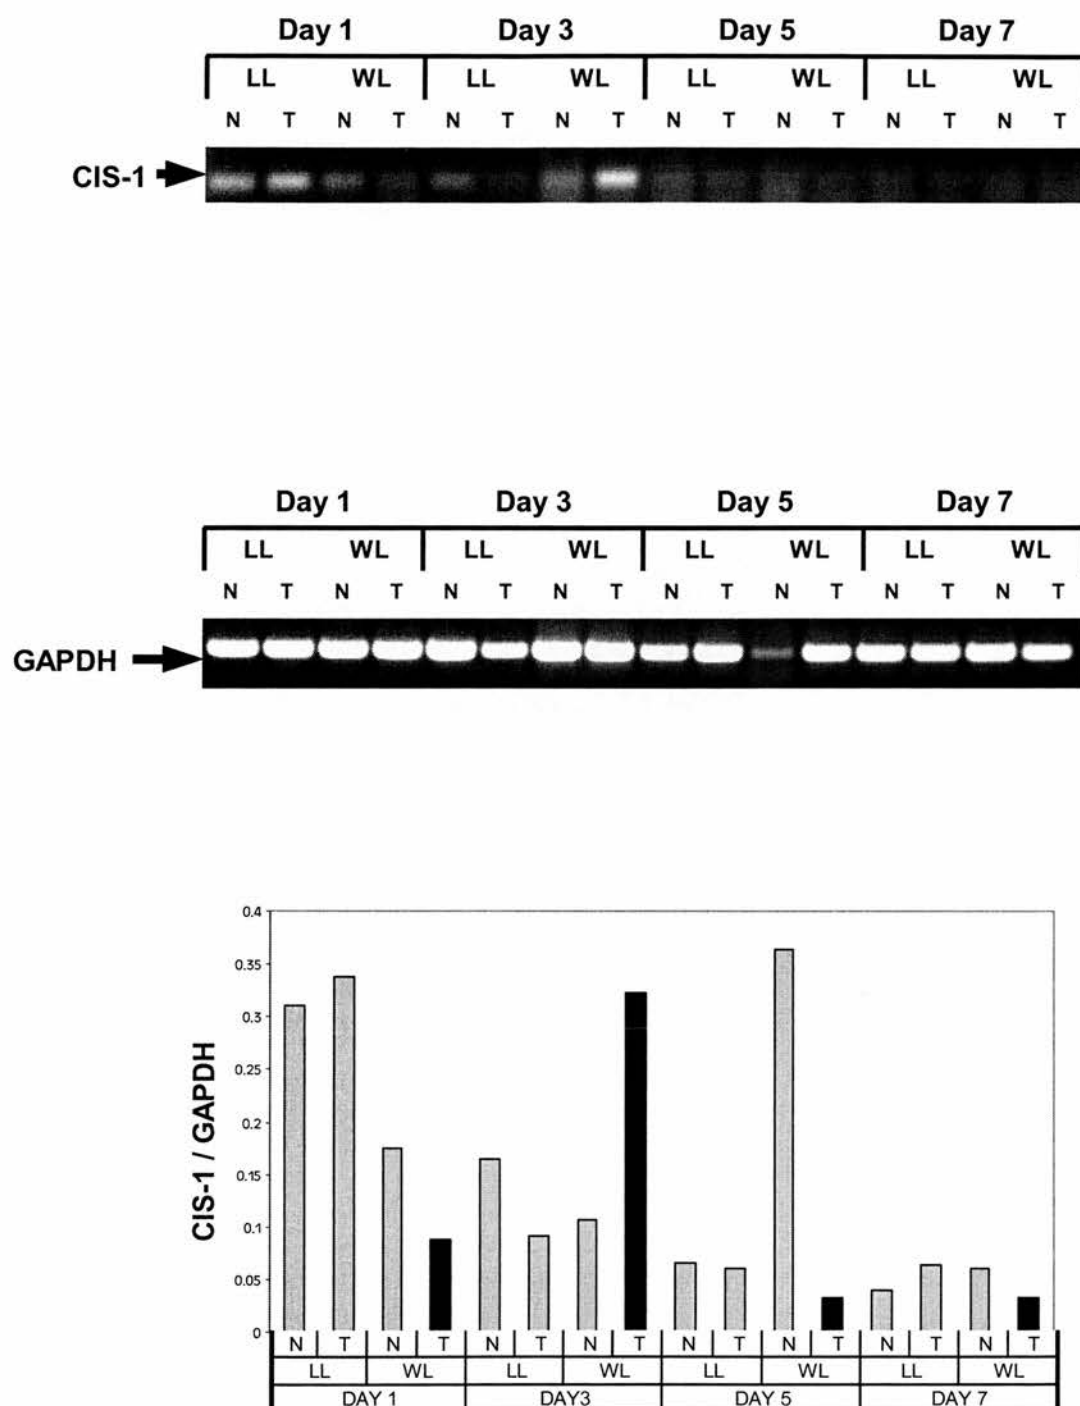 Day 1 Day 3 Day 5 Day 7
LL WL LL WL LL WL LL WL
N T N T N T N T N T N T N T N T
CIS-1
Day 1 Day 3 Day 5 Day 7
LL WL LL WL LL WL LL WL
N T N T N T N T N T N T N T N T
GAPDH
CIS-1 / GAPDH
0.4
0.35
0.3
0.25
0.2
0.15
0.1
0.05
0
N T N T N T N T N T N T N T N T
LL WL LL WL LL WL LL WL
DAY 1 DAY3 DAY 5 DAY 7